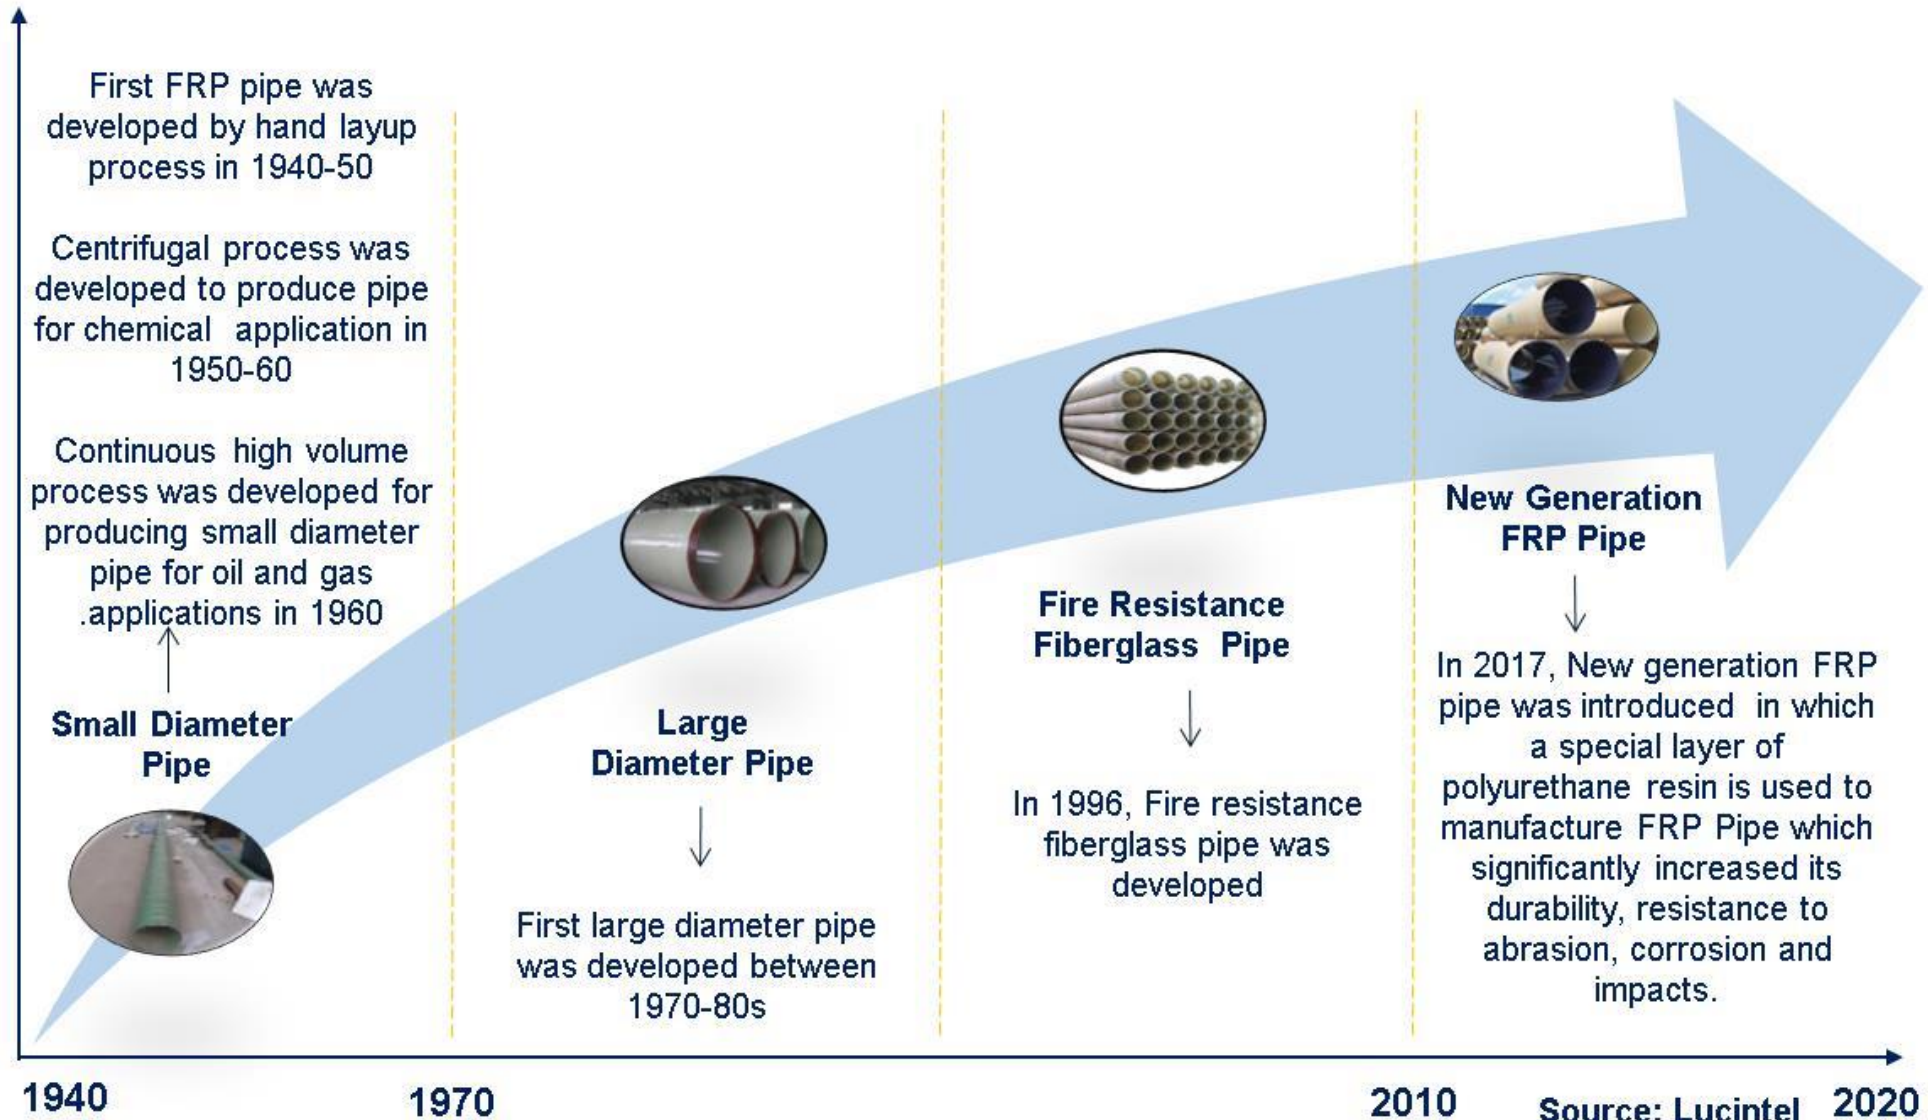 First FRP pipe was
developed by hand layup
process in 1940-50
Centrifugal process was
developed to produce pipe
for chemical application in
1950-60
Continuous high volume
process was developed for
producing small diameter
pipe for oil and gas
.applications in 1960
Small Diameter
Pipe
Large
Diameter Pipe
First large diameter pipe
was developed between
1970-80s
Fire Resistance
Fiberglass Pipe
In 1996, Fire resistance
fiberglass pipe was
developed
New Generation
FRP Pipe
In 2017, New generation FRP
pipe was introduced in which
a special layer of
polyurethane resin is used to
manufacture FRP Pipe which
significantly increased its
durability, resistance to
abrasion, corrosion and
impacts.
1940
1970
2010
Source: Lucintel
2020